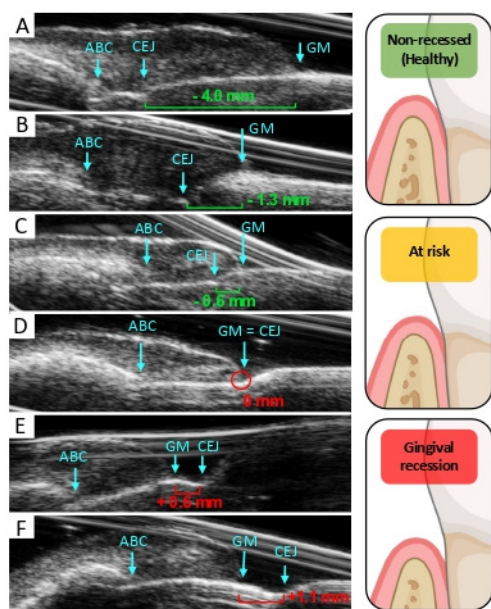 A
ABC CEJ GM
- 4.0 mm
B
ABC
GM
CEJ
- 1.3 mm
C
GM
ABC
CEJ
- 0.6 mm
D
ABC
GM = CEJ
0 mm
E
GM CEJ
ABC
+0.6 mm
F
ABC
GM
CEJ
+1.1 mm
Non-recessed
(Healthy)
At risk
Gingival
recession